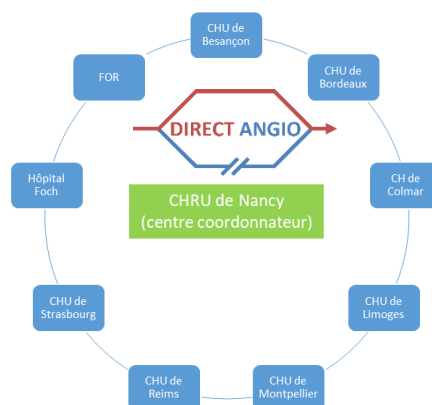 CHU de
Besançon
CHU de
Bordeaux
CH de
Colmar
CHU de
Limoges
CHU de
Montpellier
CHU de
Reims
CHU de
Strasbourg
Hôpital
Foch
FOR
DIRECT ANGIO
CHRU de Nancy
(centre coordonnateur)